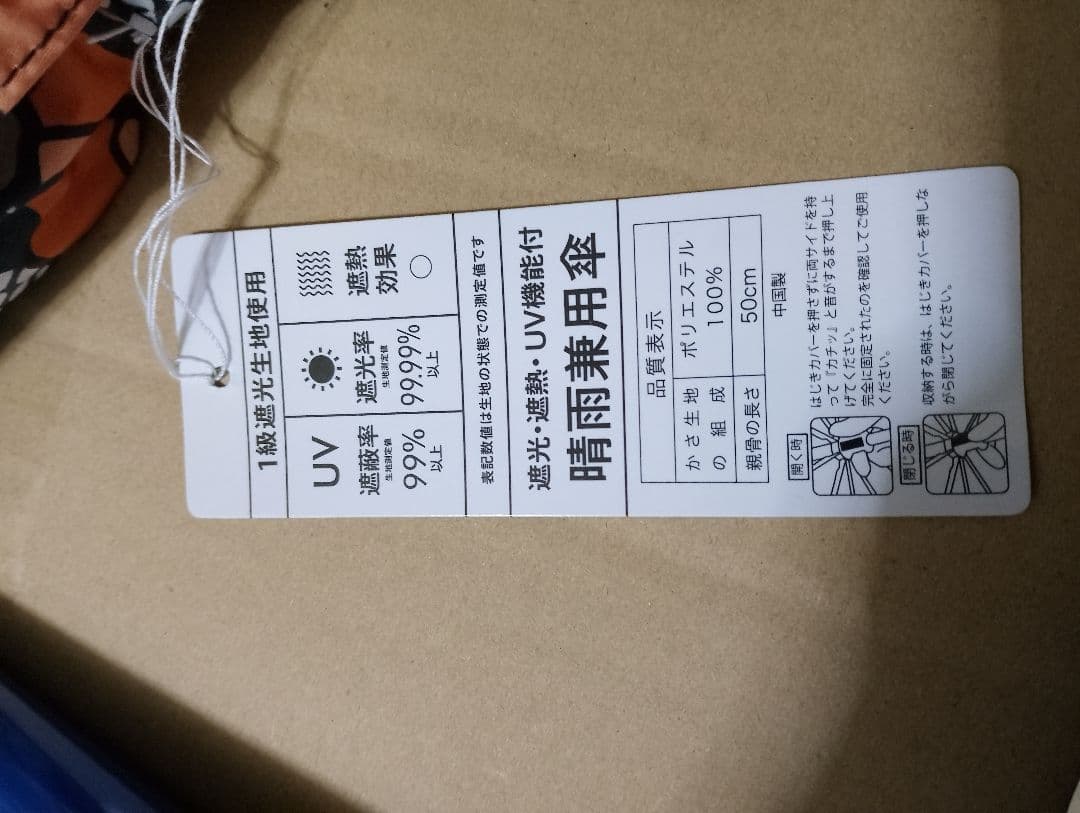 1級遮光生地使用
UV
遮蔽率
生地測定値
99%
以上
遮光率
生地測定値
99.99%
以上
遮熱
効果
○
表記数値は生地の状態での測定値です
遮光・遮熱・UV機能付
晴雨兼用傘
品質表示
かさ生地 ポリエステル
の組成 100%
親骨の長さ 50cm
中国製
開く時
はじきカバーを押さずに両サイドを持
って『カチッ』と音がするまで押し上
げてください。
完全に固定されたのを確認してご使用
ください。
閉じる時
収納する時は、はじきカバーを押しな
がら閉じてください。